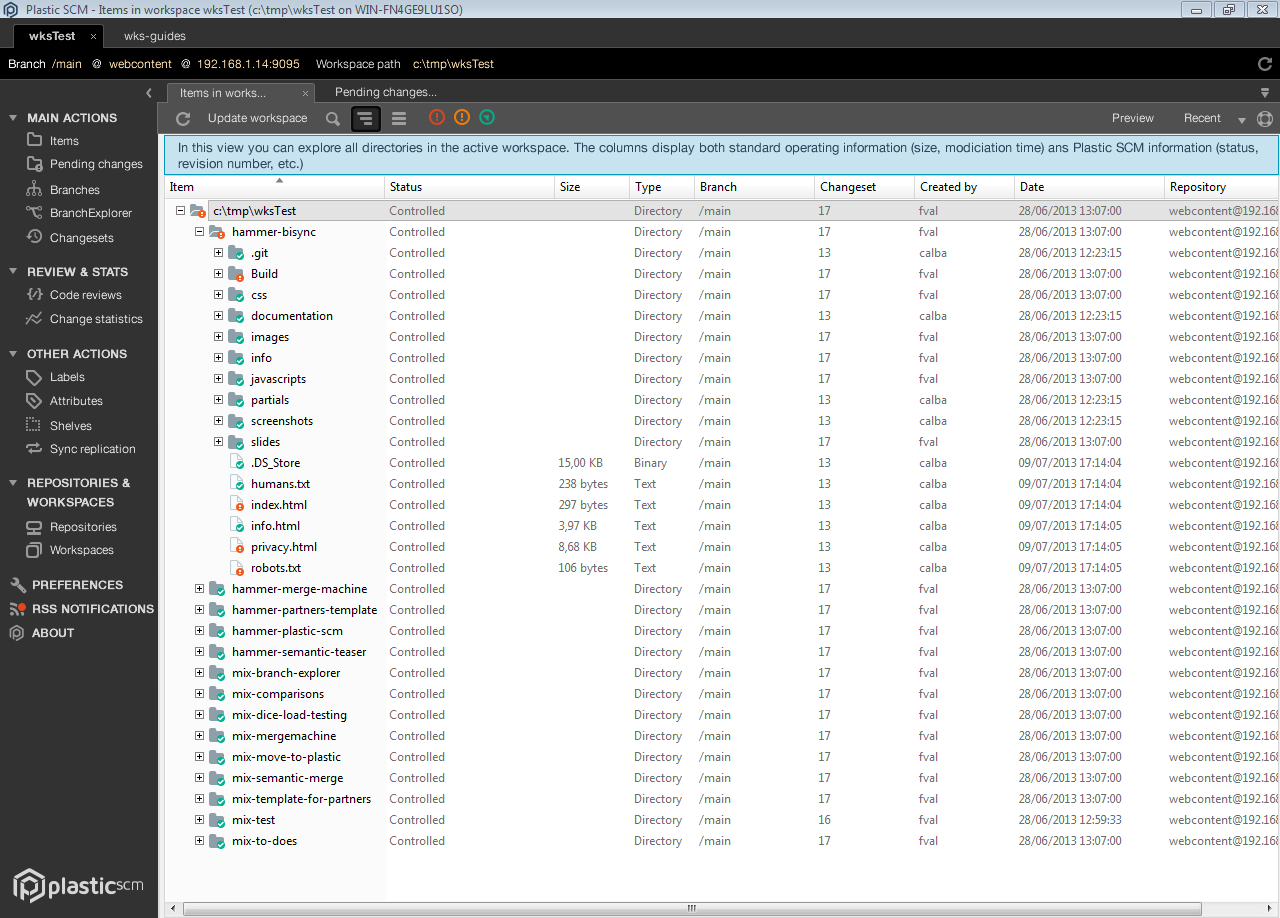 Plastic SCM - Items in workspace wksTest (c:\tmp\wksTest on WIN-FN4GE9LU1SO)
wksTest × wks-guides
Branch /main @ webcontent @ 192.168.1.14:9095 Workspace path c:\tmp\wksTest
Items in works... × Pending changes...
Update workspace Preview Recent
In this view you can explore all directories in the active workspace. The columns display both standard operating information (size, modiciation time) ans Plastic SCM information (status,
revision number, etc.)
MAIN ACTIONS
Items
Pending changes
Branches
BranchExplorer
Changesets
REVIEW & STATS
Code reviews
Change statistics
OTHER ACTIONS
Labels
Attributes
Shelves
Sync replication
REPOSITORIES &
WORKSPACES
Repositories
Workspaces
PREFERENCES
RSS NOTIFICATIONS
ABOUT
plasticscm
Item Status Size Type Branch Changeset Created by Date Repository
c:\tmp\wksTest Controlled Directory /main 17 fval 28/06/2013 13:07:00 webcontent@192.168
hammer-bisync Controlled Directory /main 17 fval 28/06/2013 13:07:00 webcontent@192.168
.git Controlled Directory /main 13 calba 28/06/2013 12:23:15 webcontent@192.168
Build Controlled Directory /main 17 fval 28/06/2013 13:07:00 webcontent@192.168
css Controlled Directory /main 17 fval 28/06/2013 13:07:00 webcontent@192.168
documentation Controlled Directory /main 13 calba 28/06/2013 12:23:15 webcontent@192.168
images Controlled Directory /main 17 fval 28/06/2013 13:07:00 webcontent@192.168
info Controlled Directory /main 17 fval 28/06/2013 13:07:00 webcontent@192.168
javascripts Controlled Directory /main 17 fval 28/06/2013 13:07:00 webcontent@192.168
partials Controlled Directory /main 13 calba 28/06/2013 12:23:15 webcontent@192.168
screenshots Controlled Directory /main 13 calba 28/06/2013 12:23:15 webcontent@192.168
slides Controlled Directory /main 17 fval 28/06/2013 13:07:00 webcontent@192.168
.DS_Store Controlled 15,00 KB Binary /main 13 calba 09/07/2013 17:14:04 webcontent@192.168
humans.txt Controlled 238 bytes Text /main 13 calba 09/07/2013 17:14:04 webcontent@192.168
index.html Controlled 297 bytes Text /main 13 calba 09/07/2013 17:14:04 webcontent@192.168
info.html Controlled 3,97 KB Text /main 13 calba 09/07/2013 17:14:05 webcontent@192.168
privacy.html Controlled 8,68 KB Text /main 13 calba 09/07/2013 17:14:05 webcontent@192.168
robots.txt Controlled 106 bytes Text /main 13 calba 09/07/2013 17:14:05 webcontent@192.168
hammer-merge-machine Controlled Directory /main 17 fval 28/06/2013 13:07:00 webcontent@192.168
hammer-partners-template Controlled Directory /main 17 fval 28/06/2013 13:07:00 webcontent@192.168
hammer-plastic-scm Controlled Directory /main 17 fval 28/06/2013 13:07:00 webcontent@192.168
hammer-semantic-teaser Controlled Directory /main 17 fval 28/06/2013 13:07:00 webcontent@192.168
mix-branch-explorer Controlled Directory /main 17 fval 28/06/2013 13:07:00 webcontent@192.168
mix-comparisons Controlled Directory /main 17 fval 28/06/2013 13:07:00 webcontent@192.168
mix-dice-load-testing Controlled Directory /main 17 fval 28/06/2013 13:07:00 webcontent@192.168
mix-mergemachine Controlled Directory /main 17 fval 28/06/2013 13:07:00 webcontent@192.168
mix-move-to-plastic Controlled Directory /main 17 fval 28/06/2013 13:07:00 webcontent@192.168
mix-semantic-merge Controlled Directory /main 17 fval 28/06/2013 13:07:00 webcontent@192.168
mix-template-for-partners Controlled Directory /main 17 fval 28/06/2013 13:07:00 webcontent@192.168
mix-test Controlled Directory /main 16 fval 28/06/2013 12:59:33 webcontent@192.168
mix-to-does Controlled Directory /main 17 fval 28/06/2013 13:07:00 webcontent@192.168